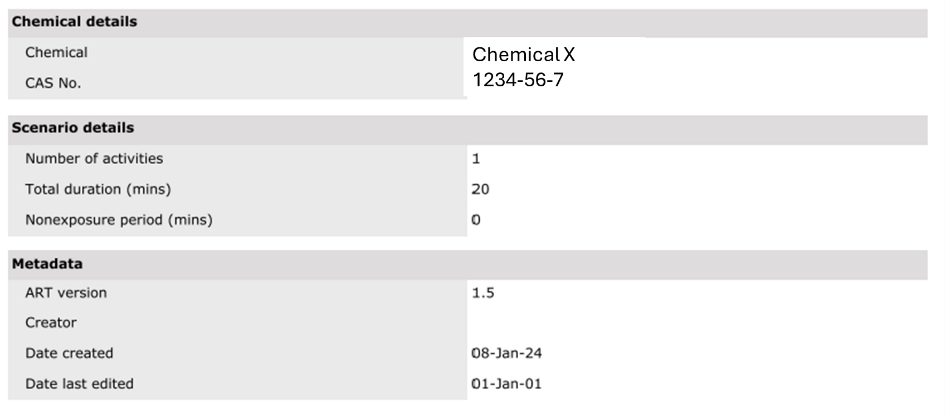 Chemical details
Chemical Chemical X
CAS No. 1234-56-7
Scenario details
Number of activities 1
Total duration (mins) 20
Nonexposure period (mins) 0
Metadata
ART version 1.5
Creator
Date created 08-Jan-24
Date last edited 01-Jan-01